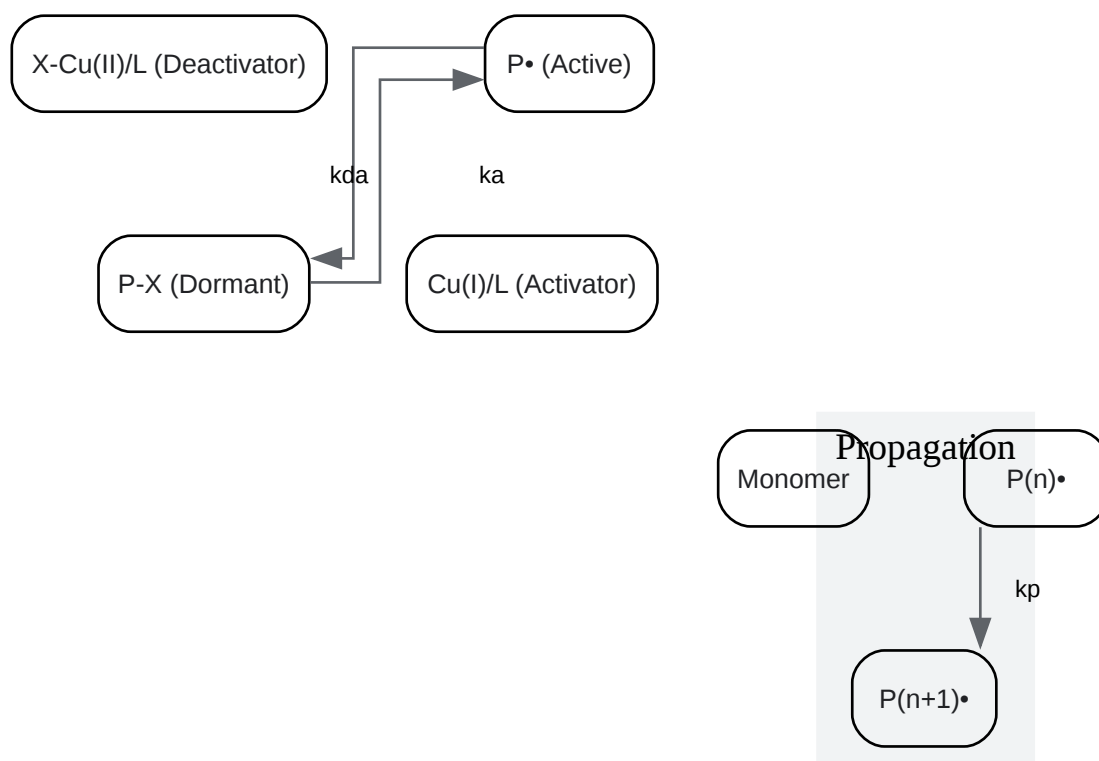 X-Cu(II)/L (Deactivator)
P• (Active)
kda
ka
P-X (Dormant)
Cu(I)/L (Activator)
Propagation
Monomer
P(n)•
kp
P(n+1)•